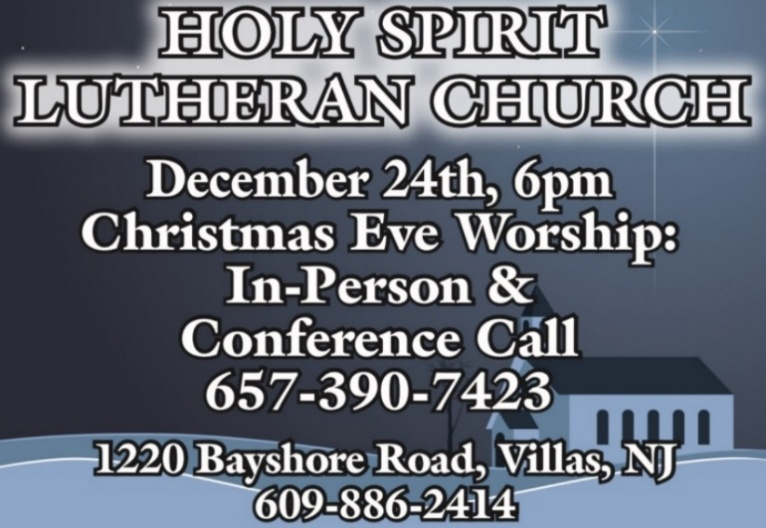 HOLY SPIRIT
LUTHERAN CHURCH
December 24th, 6pm
Christmas Eve Worship:
In-Person &
Conference Call
657-390-7423
1220 Bayshore Road, Villas, NJ
609-886-2414